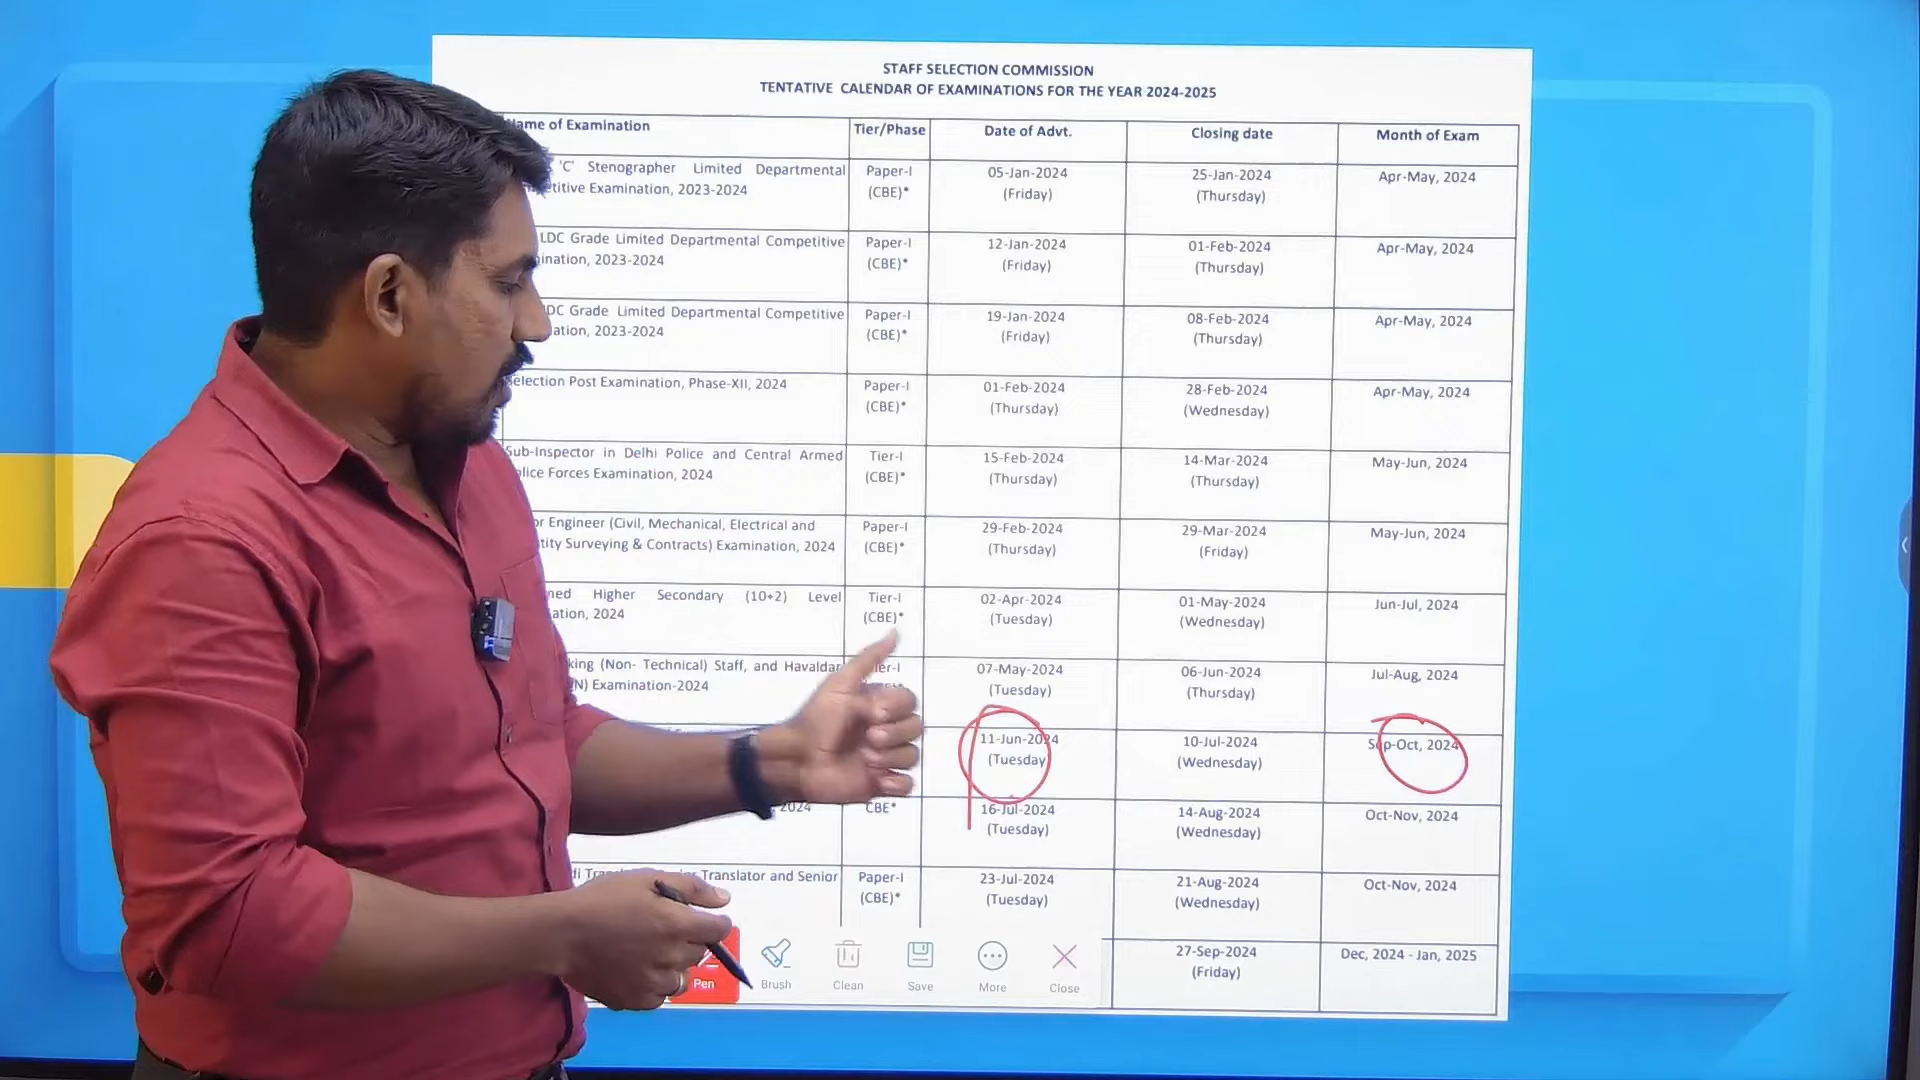 STAFF SELECTION COMMISSION
TENTATIVE CALENDAR OF EXAMINATIONS FOR THE YEAR 2024-2025
Name of Examination Tier/Phase Date of Advt. Closing date Month of Exam
'C' Stenographer Limited Departmental Paper-I 05-Jan-2024 25-Jan-2024 Apr-May, 2024
Examination, 2023-2024 (CBE)* (Friday) (Thursday)
LDC Grade Limited Departmental Competitive Paper-I 12-Jan-2024 01-Feb-2024 Apr-May, 2024
2023-2024 (CBE)* (Friday) (Thursday)
Grade Limited Departmental Competitive Paper-I 19-Jan-2024 08-Feb-2024 Apr-May, 2024
2023-2024 (CBE)* (Friday) (Thursday)
Selection Post Examination, Phase-XII, 2024 Paper-I 01-Feb-2024 28-Feb-2024 Apr-May, 2024
(CBE)* (Thursday) (Wednesday)
Sub-Inspector in Delhi Police and Central Armed Tier-I 15-Feb-2024 14-Mar-2024 May-Jun, 2024
Forces Examination, 2024 (CBE)* (Thursday) (Thursday)
Engineer (Civil, Mechanical, Electrical and Paper-I 29-Feb-2024 29-Mar-2024 May-Jun, 2024
Surveying & Contracts) Examination, 2024 (CBE)* (Thursday) (Friday)
Higher Secondary (10+2) Level Tier-I 02-Apr-2024 01-May-2024 Jun-Jul, 2024
2024 (CBE)* (Tuesday) (Wednesday)
(Non- Technical) Staff, and Havaldar 07-May-2024 06-Jun-2024 Jul-Aug, 2024
Examination-2024 (Tuesday) (Thursday)
11-Jun-2024 10-Jul-2024 Sep-Oct, 2024
(Tuesday (Wednesday)
2024 CBE* 16-Jul-2024 14-Aug-2024 Oct-Nov, 2024
(Tuesday) (Wednesday)
Translator and Senior Paper-I 23-Jul-2024 21-Aug-2024 Oct-Nov, 2024
(CBE)* (Tuesday) (Wednesday)
27-Sep-2024 Dec, 2024 - Jan, 2025
(Friday)
Pen Brush Clean Save More Close